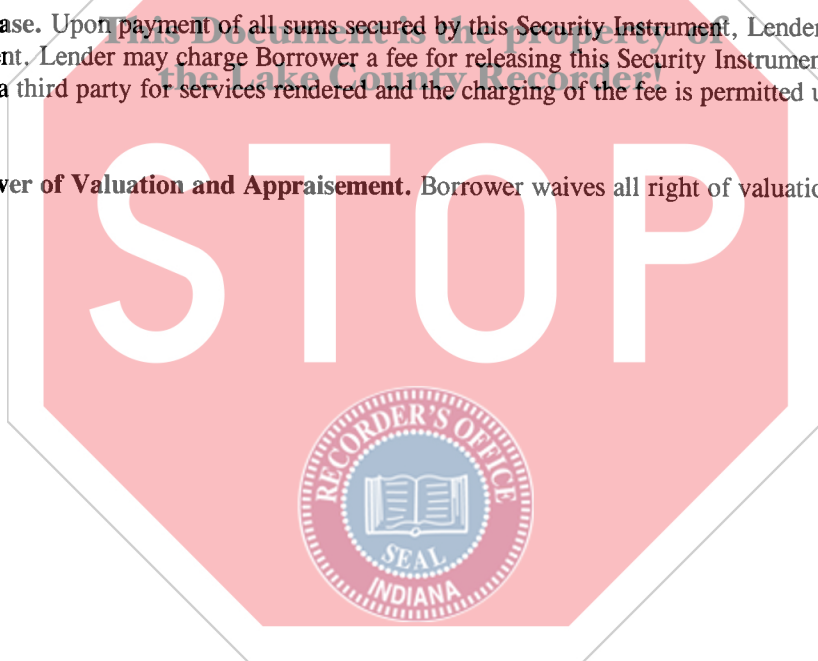 ase. Upon payment of all sums secured by this Security Instrument, Lender
This Document is the property of
nt. Lender may charge Borrower a fee for releasing this Security Instrumen
the Lake County Recorder!
a third party for services rendered and the charging of the fee is permitted u
ver of Valuation and Appraisement. Borrower waives all right of valuatio
STOP
RECORDER'S OFFICE
SEAL
INDIANA